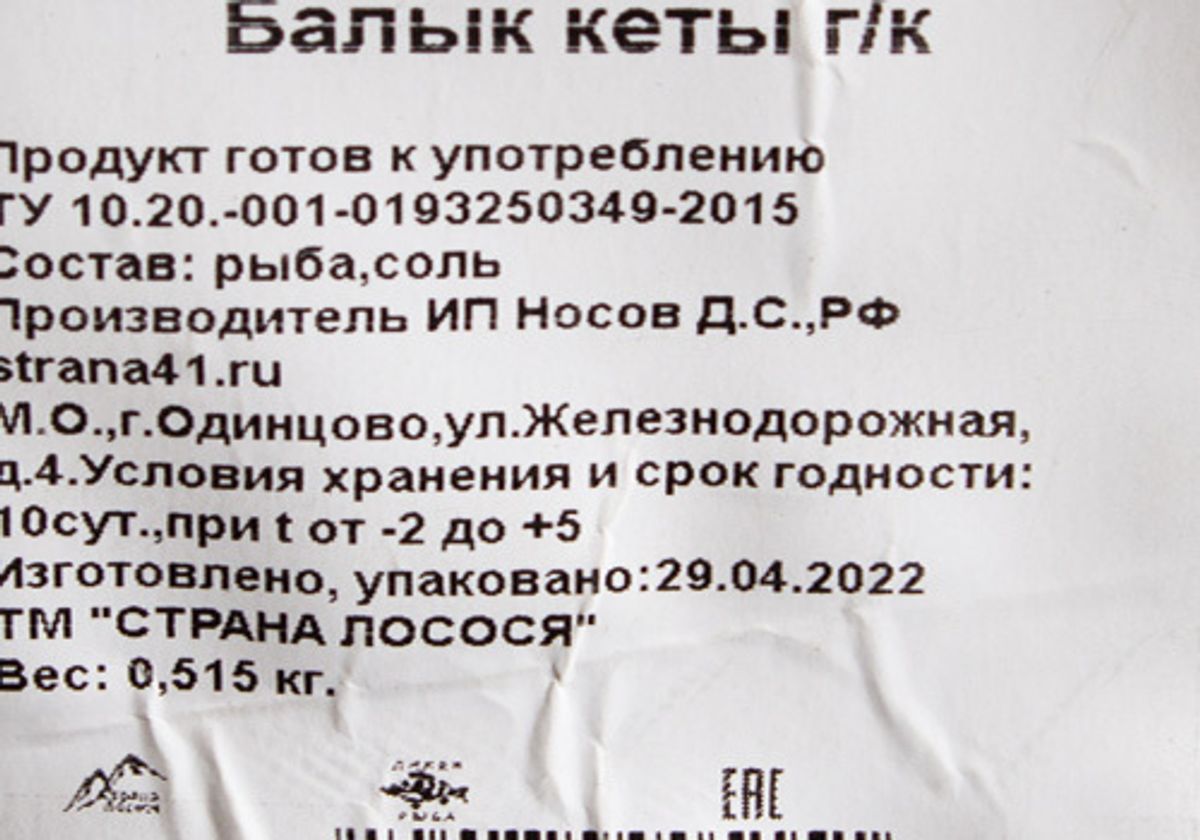 Балык кеты г/к
Продукт готов к употреблению
ТУ 10.20.-001-0193250349-2015
Состав: рыба,соль
Производитель ИП Носов Д.С.,РФ
strana41.ru
М.О.,г.Одинцово,ул.Железнодорожная,
д.4.Условия хранения и срок годности:
10сут.,при t от -2 до +5
Изготовлено, упаковано:29.04.2022
ТМ "СТРАНА ЛОСОСЯ"
Вес: 0,515 кг.
ДИКАЯ
РЫБА
EAC